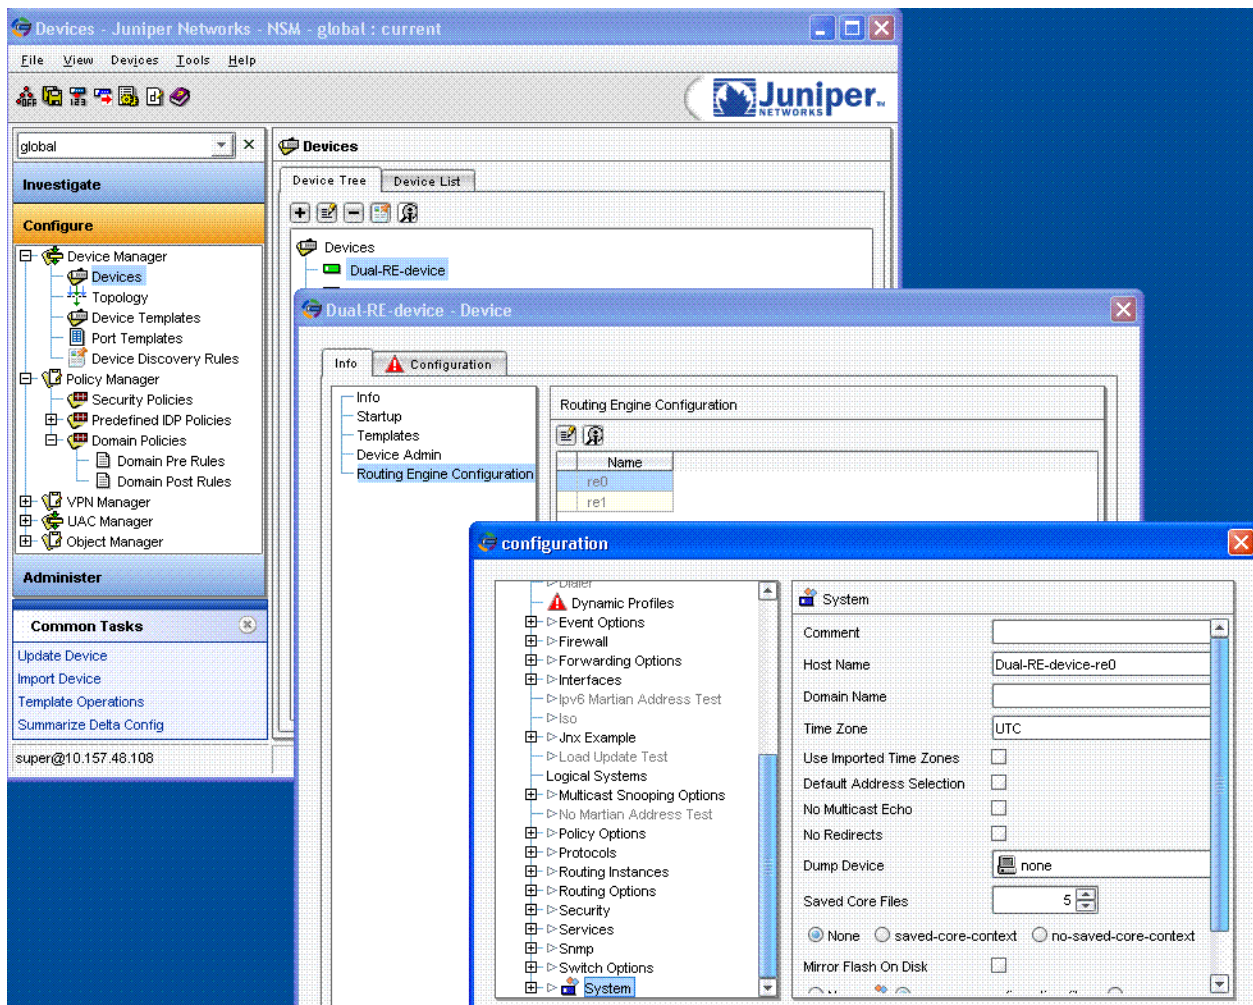 Devices - Juniper Networks - NSM - global : current
File View Devices Tools Help
OFF 123
Juniper
NETWORKS
global
Devices
Investigate
Device Tree Device List
Configure
Device Manager
Devices
Devices
Dual-RE-device
Topology
Device Templates
Port Templates
Device Discovery Rules
Policy Manager
Security Policies
Predefined IDP Policies
Domain Policies
Domain Pre Rules
Domain Post Rules
VPN Manager
UAC Manager
Object Manager
Administer
Common Tasks
Update Device
Import Device
Template Operations
Summarize Delta Config
super@10.157.48.108
Dual-RE-device - Device
Info Configuration
Info
Startup
Templates
Device Admin
Routing Engine Configuration
Routing Engine Configuration
Name
re0
re1
configuration
Dialer
Dynamic Profiles
Event Options
Firewall
Forwarding Options
Interfaces
Ipv6 Martian Address Test
Iso
Jnx Example
Load Update Test
Logical Systems
Multicast Snooping Options
No Martian Address Test
Policy Options
Protocols
Routing Instances
Routing Options
Security
Services
Snmp
Switch Options
System
System
Comment
Host Name Dual-RE-device-re0
Domain Name
Time Zone UTC
Use Imported Time Zones
Default Address Selection
No Multicast Echo
No Redirects
Dump Device none
Saved Core Files 5
None saved-core-context no-saved-core-context
Mirror Flash On Disk